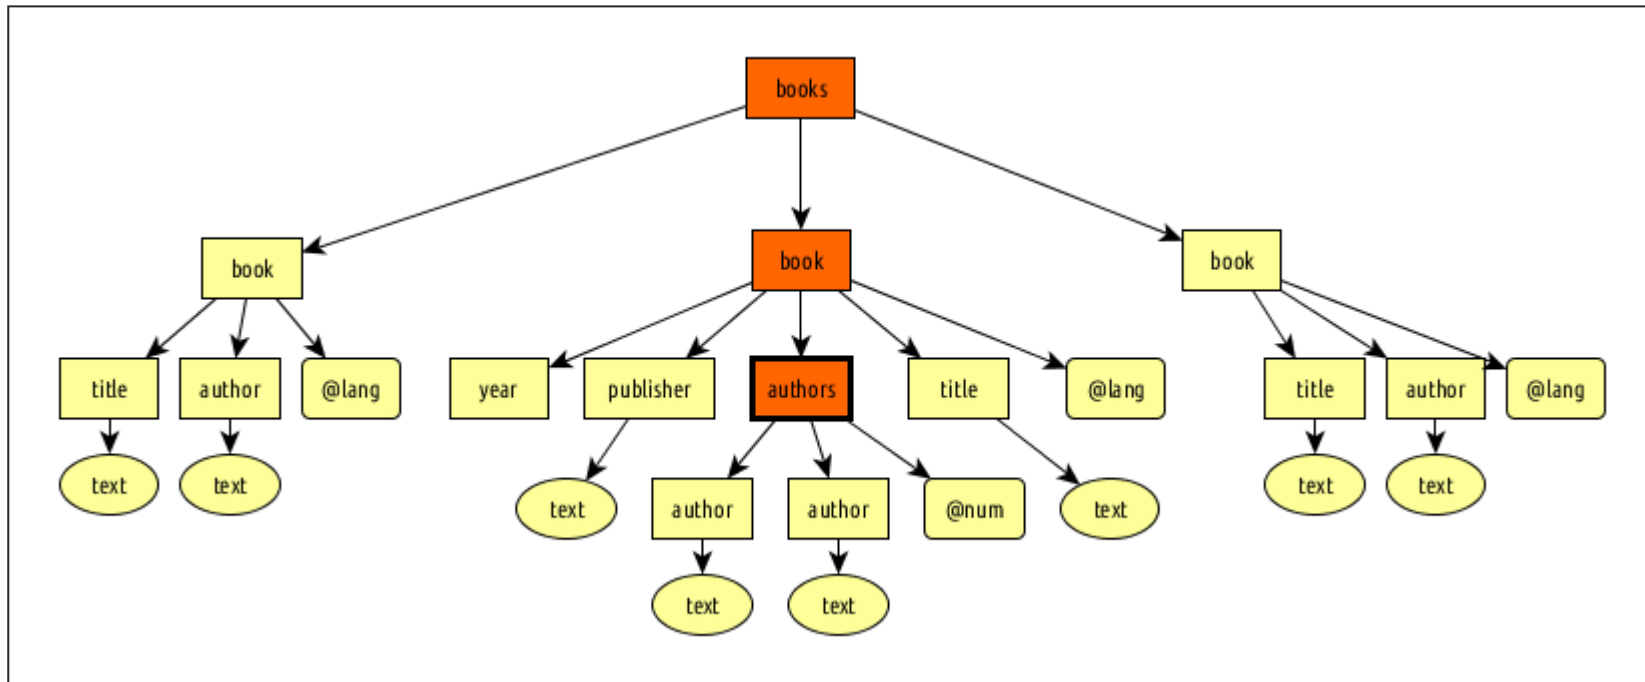 books
book
book
book
title
author
@lang
year
publisher
authors
title
@lang
title
author
@lang
text
text
text
author
author
@num
text
text
text
text
text